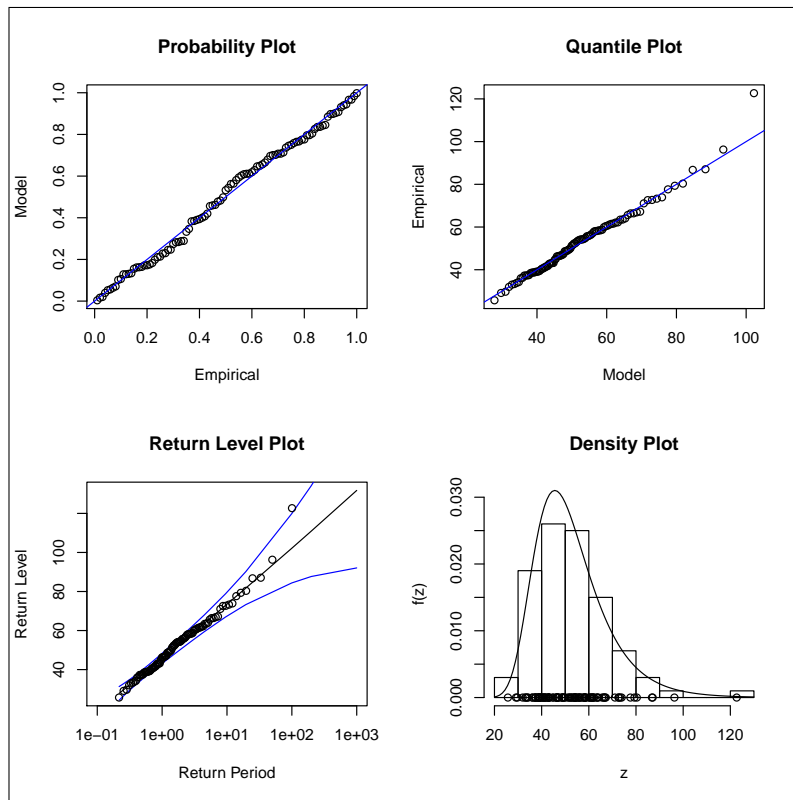 Probability Plot
Model
0.0 0.2 0.4 0.6 0.8 1.0
0.0 0.2 0.4 0.6 0.8 1.0
Empirical
Quantile Plot
Empirical
40 60 80 100 120
40 60 80 100
Model
Return Level Plot
Return Level
40 60 80 100
1e−01 1e+00 1e+01 1e+02 1e+03
Return Period
Density Plot
f(z)
0.000 0.010 0.020 0.030
20 40 60 80 100 120
z